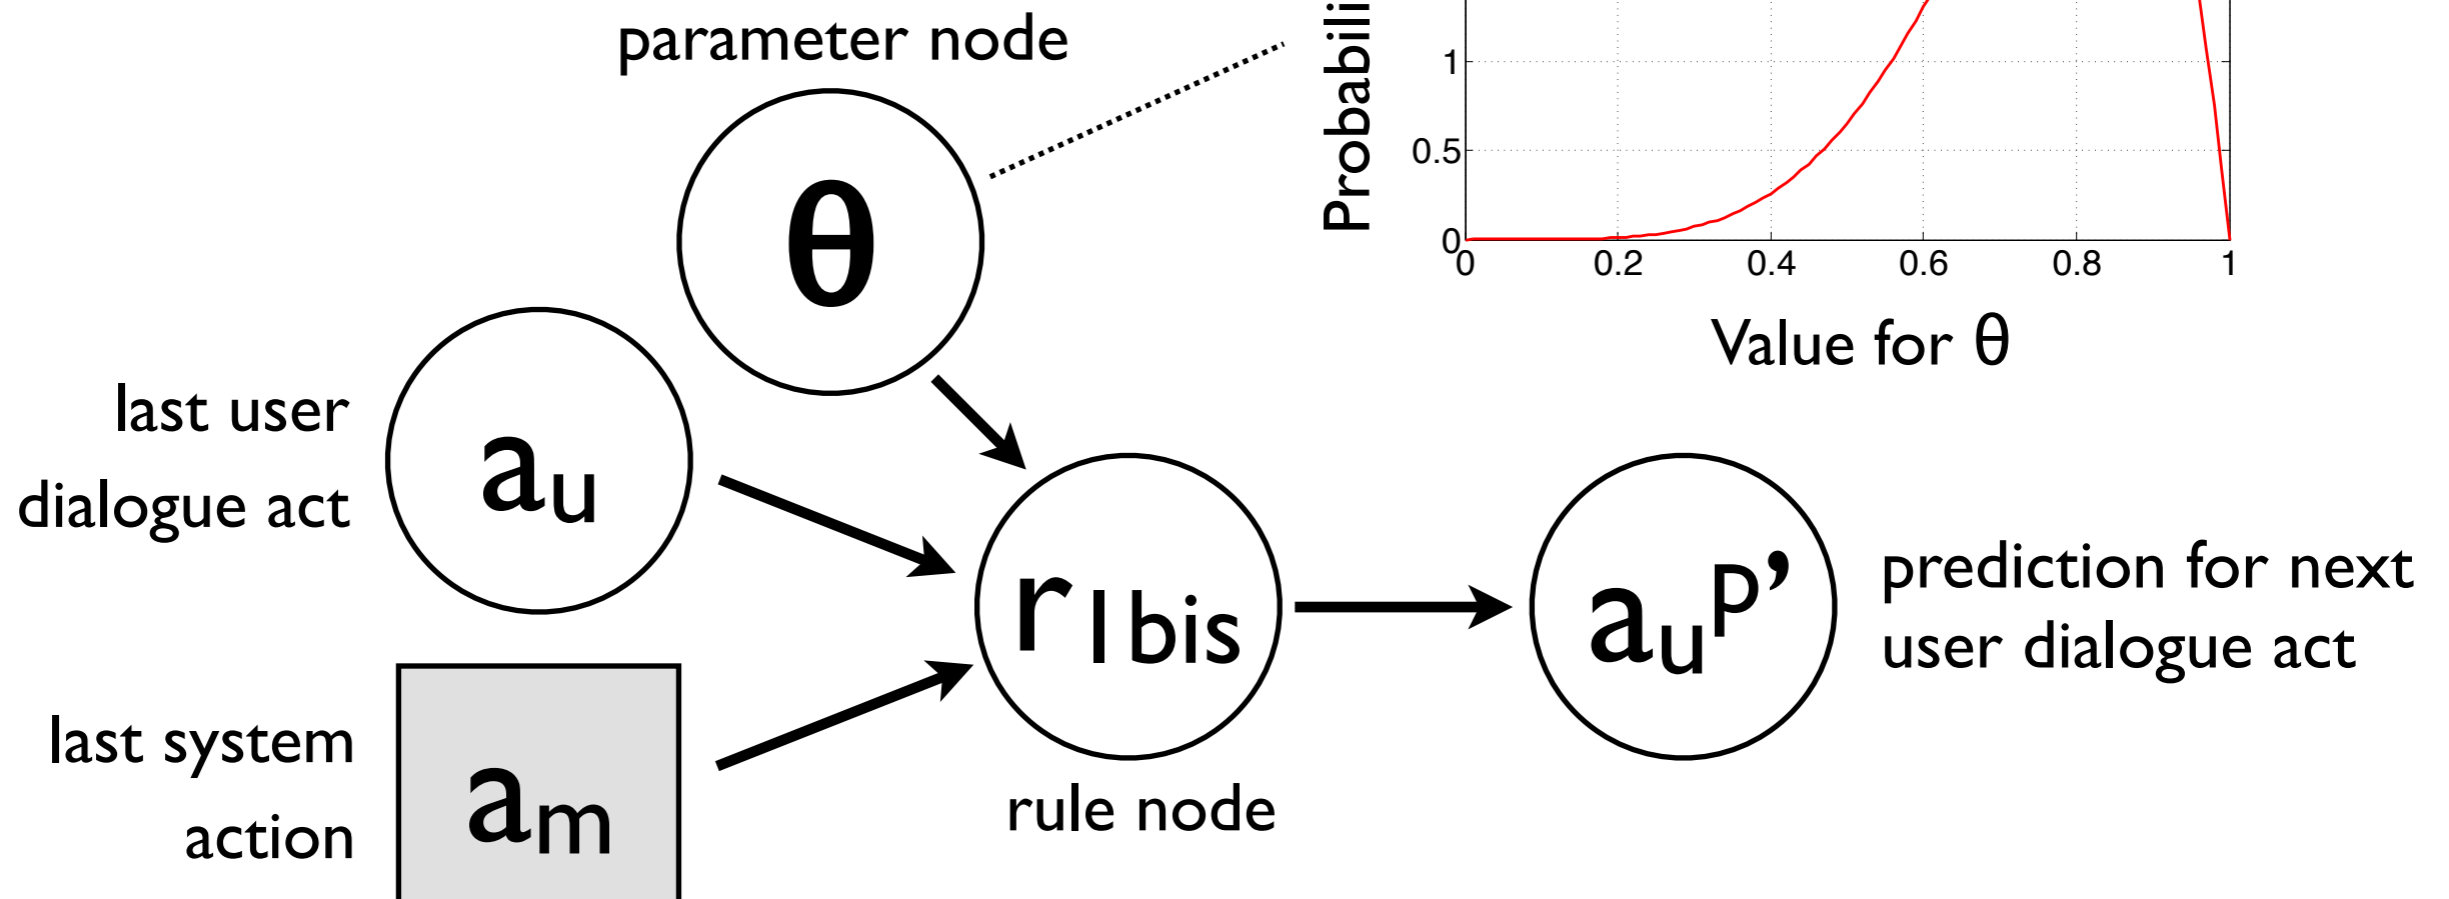 parameter node
θ
Probabili
1
0.5
0
0 0.2 0.4 0.6 0.8 1
Value for θ
last user
dialogue act
au
r1bis
auP’
prediction for next
user dialogue act
last system
action
am
rule node